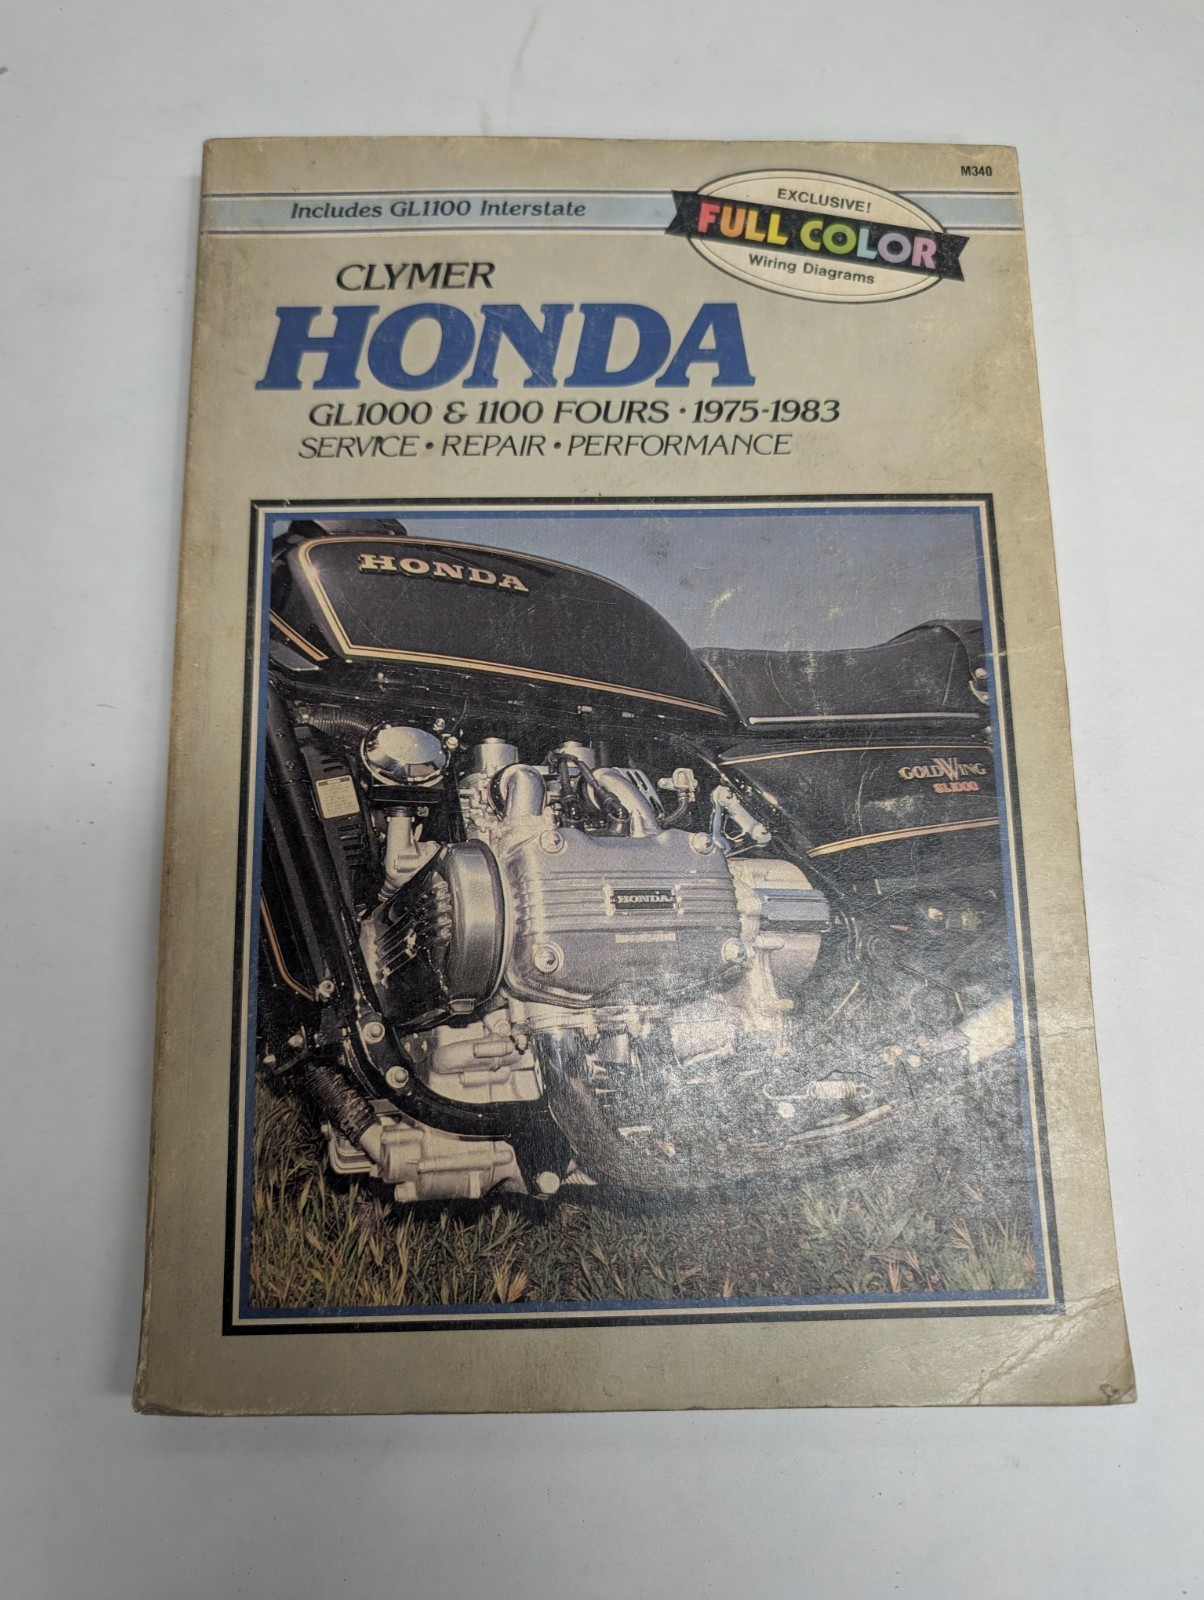 M340
Includes GL1100 Interstate
EXCLUSIVE!
FULL COLOR
Wiring Diagrams
CLYMER
HONDA
GL1000 & 1100 FOURS · 1975-1983
SERVICE · REPAIR · PERFORMANCE
HONDA
GOLDWING
GL1000
HONDA